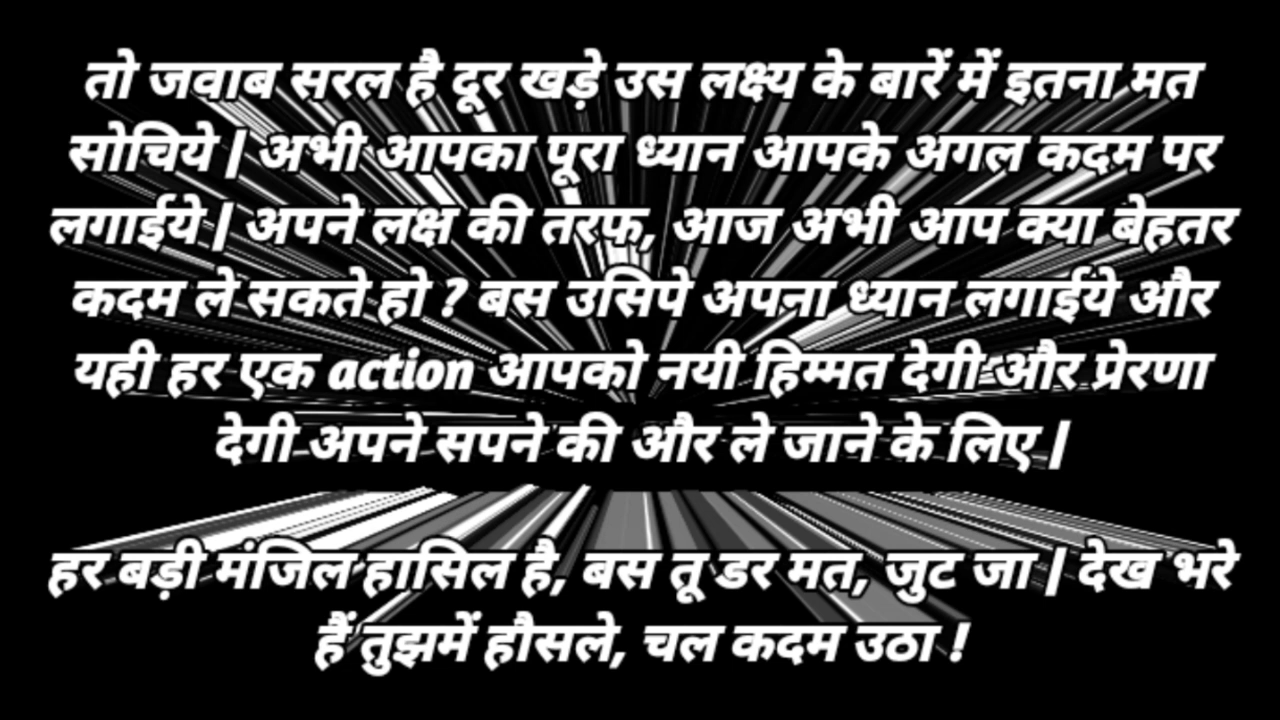 तो जवाब सरल है दूर खड़े उस लक्ष्य के बारें में इतना मत
सोचिये | अभी आपका पूरा ध्यान आपके अगल कदम पर
लगाईये | अपने लक्ष की तरफ, आज अभी आप क्या बेहतर
कदम ले सकते हो ? बस उसिपे अपना ध्यान लगाईये और
यही हर एक action आपको नयी हिम्मत देगी और प्रेरणा
देगी अपने सपने की और ले जाने के लिए |
हर बड़ी मंजिल हासिल है, बस तू डर मत, जुट जा | देख भरे
हैं तुझमें हौसले, चल कदम उठा !